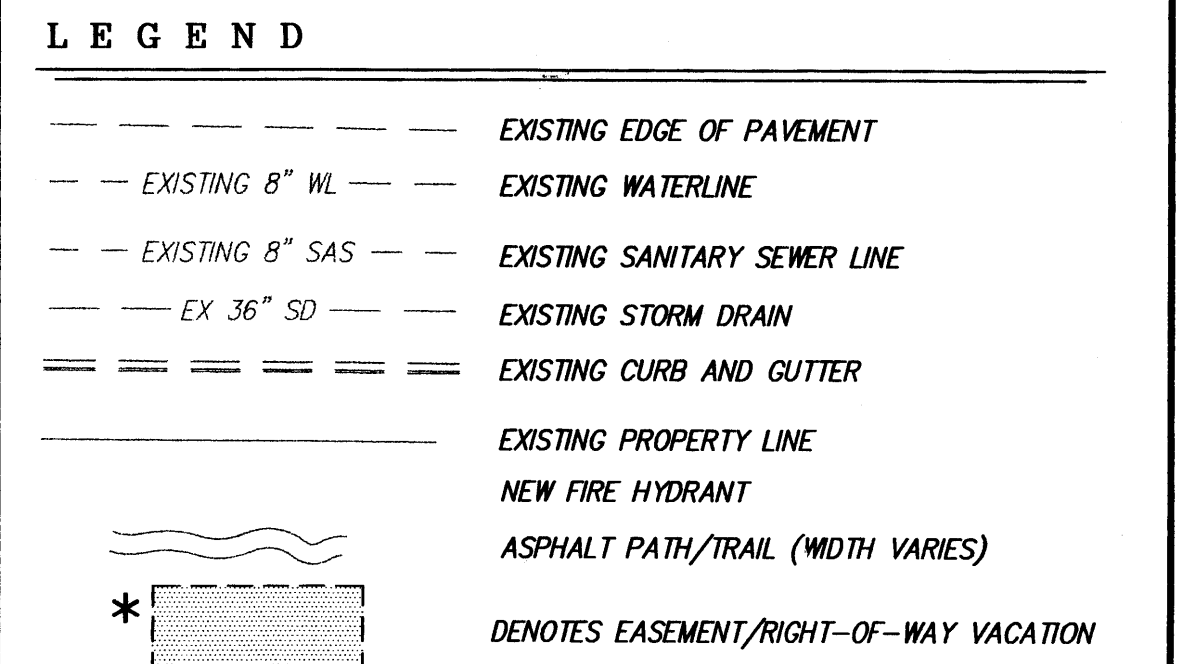 LEGEND
EXISTING EDGE OF PAVEMENT
EXISTING 8" WL EXISTING WATERLINE
EXISTING 8" SAS EXISTING SANITARY SEWER LINE
EX 36" SD EXISTING STORM DRAIN
EXISTING CURB AND GUTTER
EXISTING PROPERTY LINE
NEW FIRE HYDRANT
ASPHALT PATH/TRAIL (WIDTH VARIES)
* DENOTES EASEMENT/RIGHT-OF-WAY VACATION